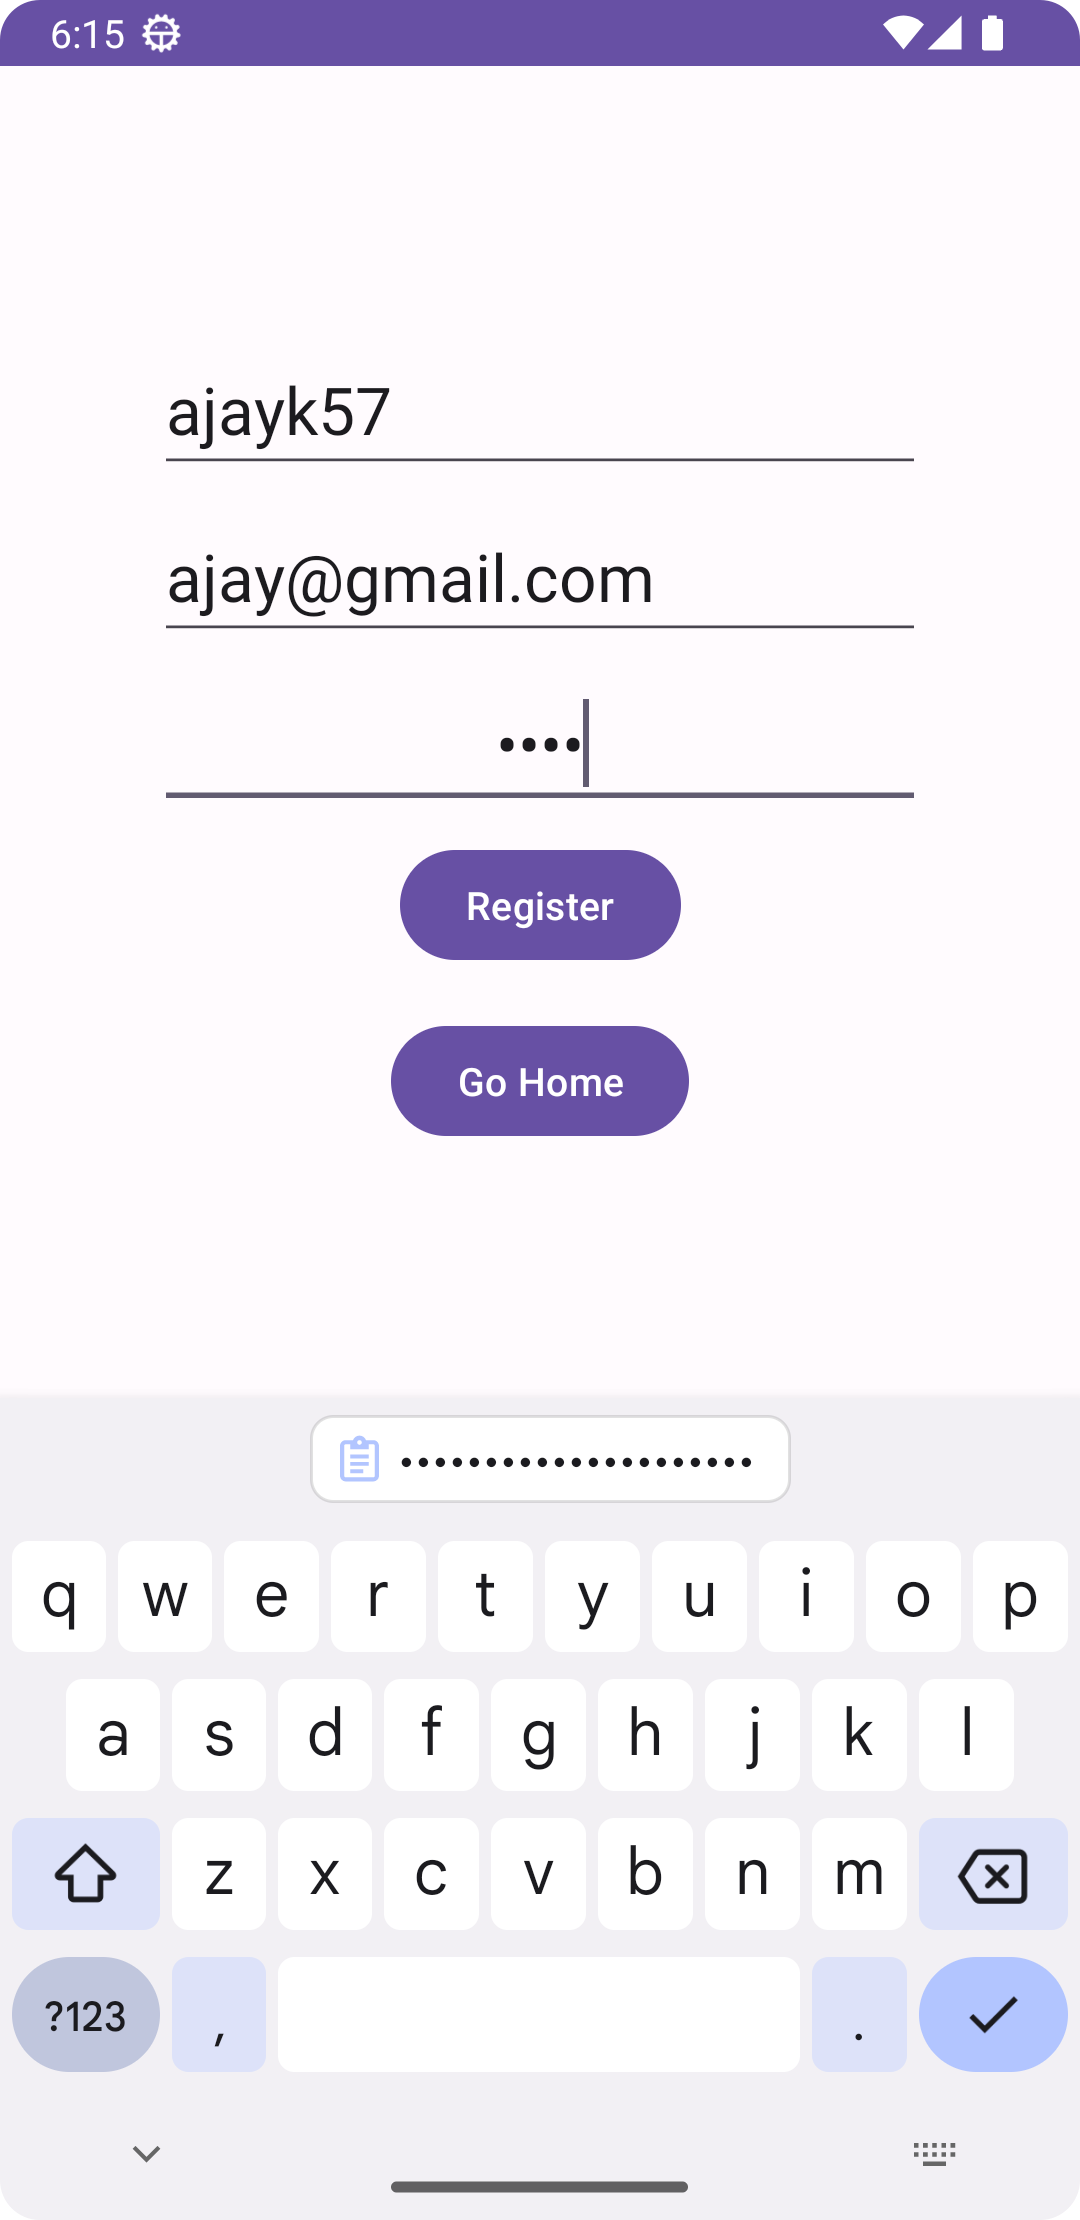 6:15
ajayk57
ajay@gmail.com
••••
Register
Go Home
•••••••••••••••••••••
q w e r t y u i o p
a s d f g h j k l
z x c v b n m
?123 , .